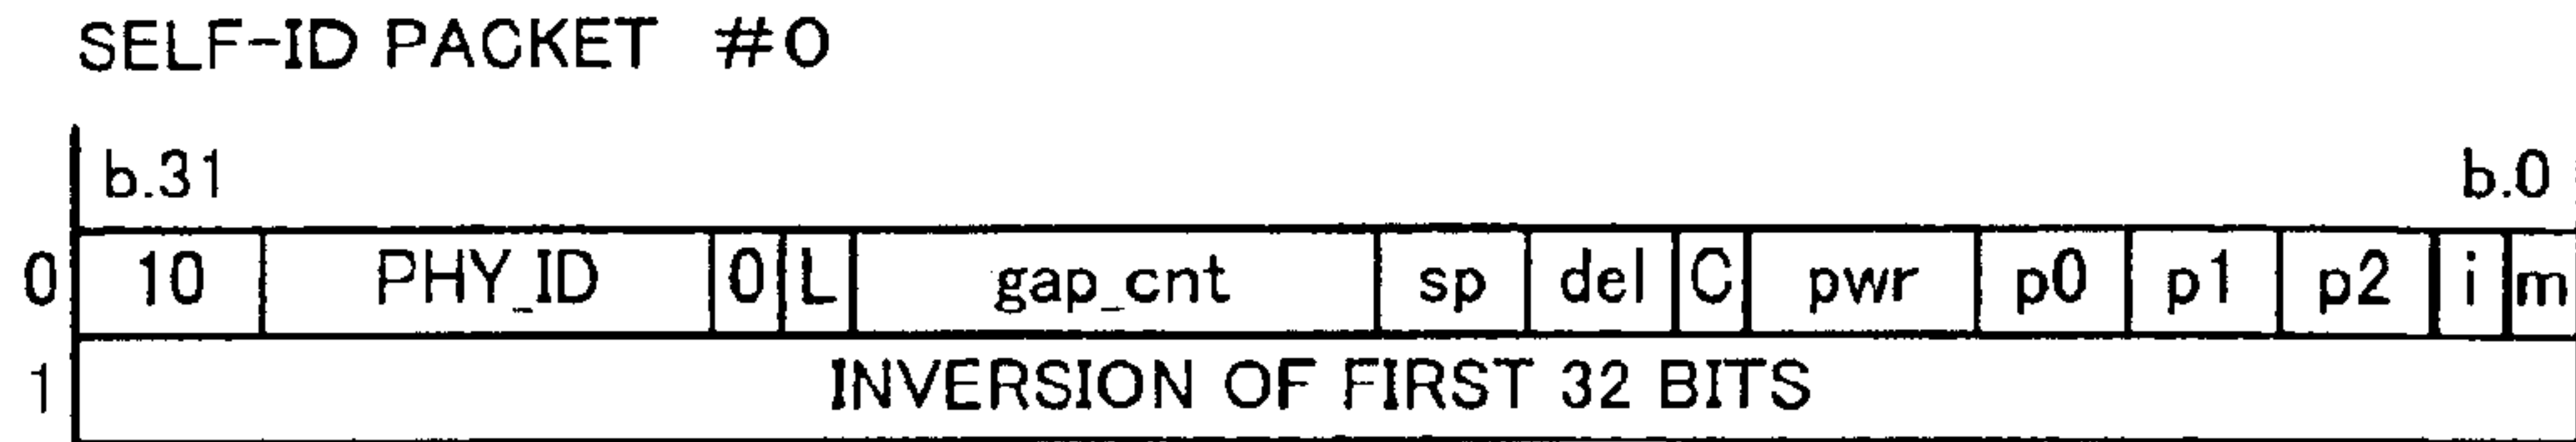 SELF-ID PACKET #0
b.31 b.0
0 10 PHY_ID 0 L gap_cnt sp del C pwr p0 p1 p2 i m
1 INVERSION OF FIRST 32 BITS